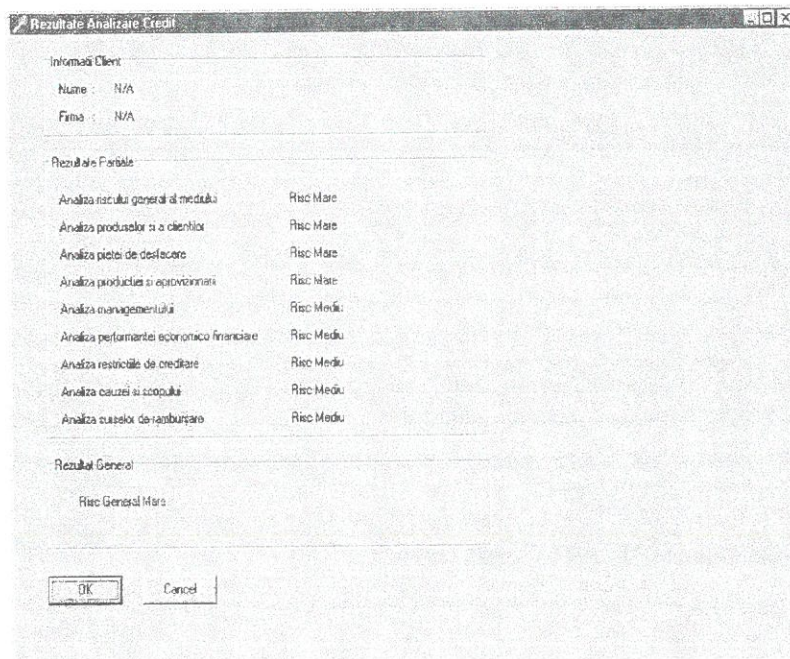 Rezultate Analizare Credit
Informatii Client
Nume : N/A
Firma : N/A
Rezultate Partiale
Analiza riscului general al mediului Risc Mare
Analiza produselor si a clientilor Risc Mare
Analiza pietei de desfacere Risc Mare
Analiza productiei si aprovizionarii Risc Mare
Analiza managementului Risc Mediu
Analiza performantei economico financiare Risc Mediu
Analiza restrictiile de creditare Risc Mediu
Analiza cauzei si scopului Risc Mediu
Analiza surselor de rambursare Risc Mediu
Rezultat General
Risc General Mare
OK Cancel